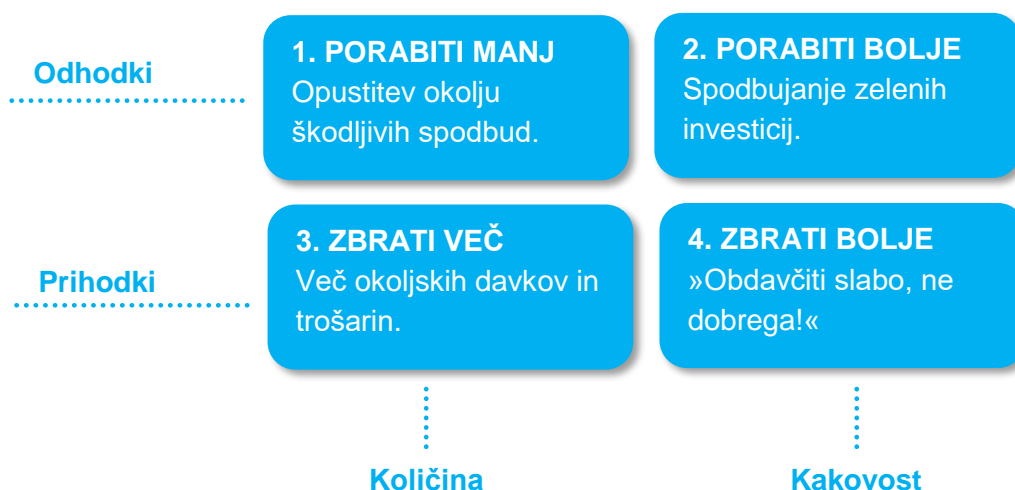 Odhodki
1. PORABITI MANJ
Opustitev okolju
škodljivih spodbud.
2. PORABITI BOLJE
Spodbujanje zelenih
investicij.
Prihodki
3. ZBRATI VEČ
Več okoljskih davkov in
trošarin.
4. ZBRATI BOLJE
»Obdavčiti slabo, ne
dobrega!«
Količina
Kakovost